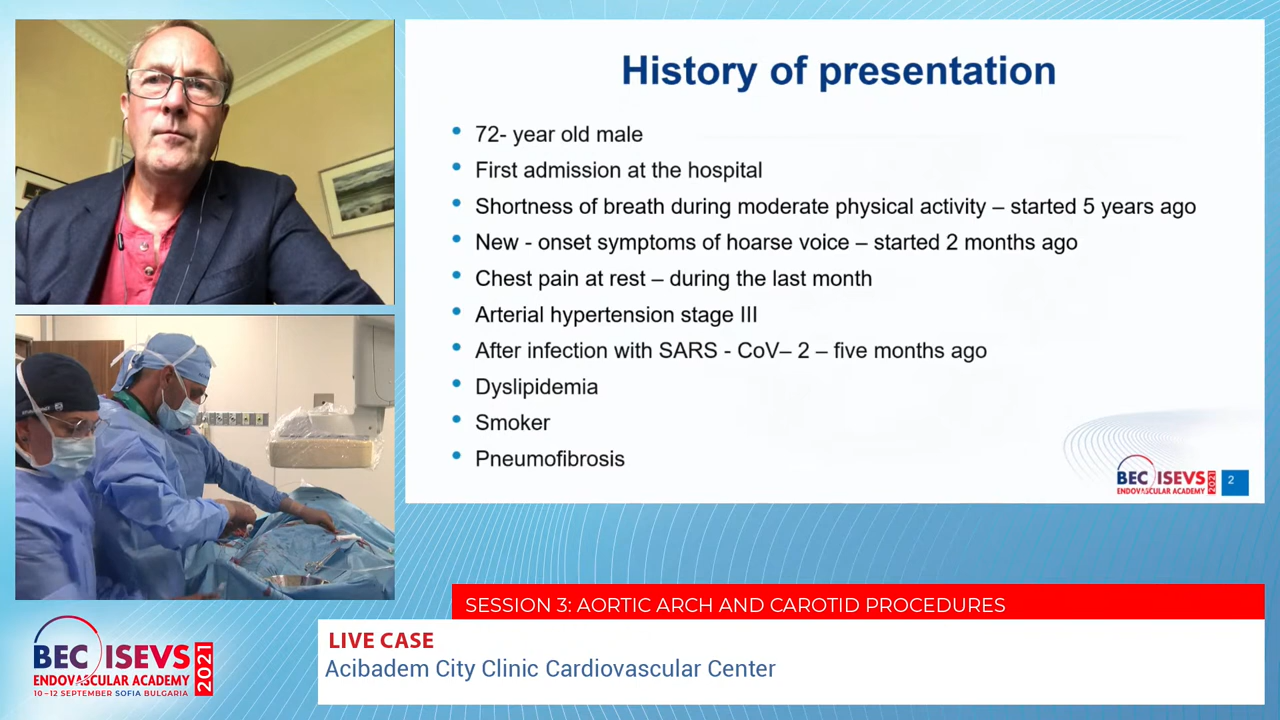 History of presentation
72- year old male
First admission at the hospital
Shortness of breath during moderate physical activity – started 5 years ago
New - onset symptoms of hoarse voice – started 2 months ago
Chest pain at rest – during the last month
Arterial hypertension stage III
After infection with SARS - CoV– 2 – five months ago
Dyslipidemia
Smoker
Pneumofibrosis
BEC ISEVS
ENDOVASCULAR ACADEMY
2021
2
SESSION 3: AORTIC ARCH AND CAROTID PROCEDURES
LIVE CASE
Acibadem City Clinic Cardiovascular Center
BEC ISEVS
ENDOVASCULAR ACADEMY
2021
10–12 SEPTEMBER SOFIA BULGARIA